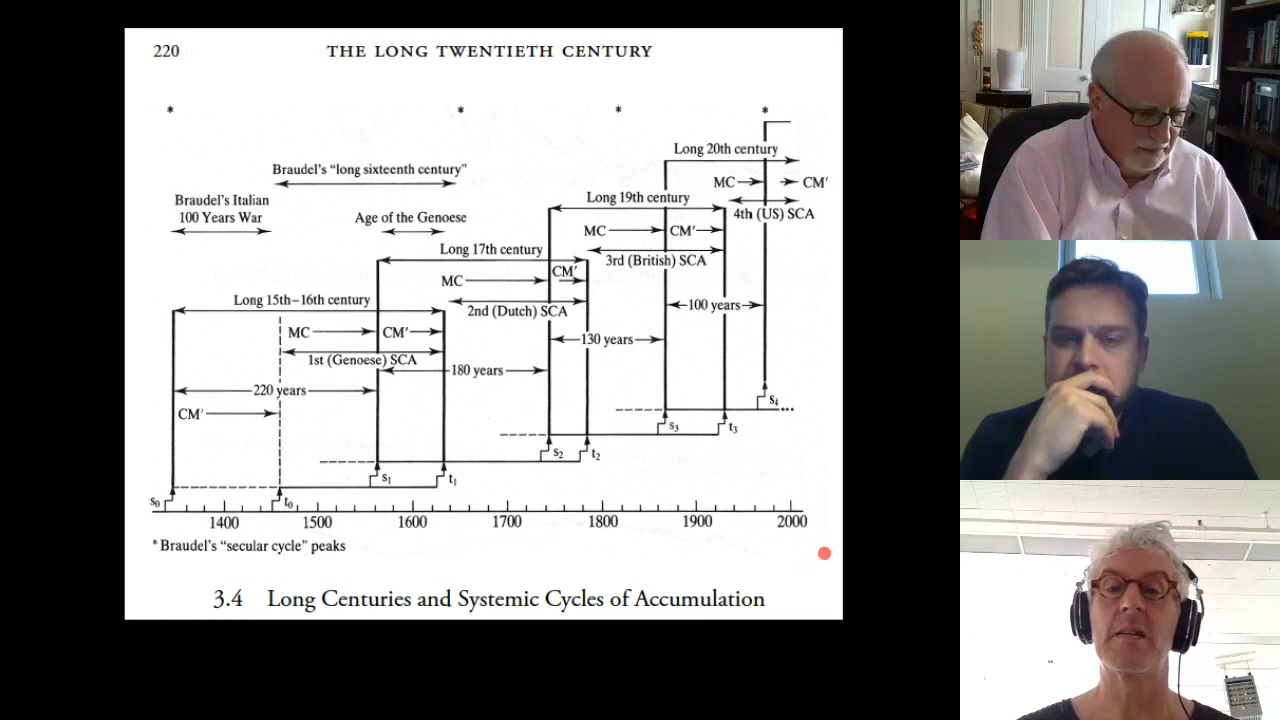 220 THE LONG TWENTIETH CENTURY
* * * *
Long 20th century
Braudel's "long sixteenth century"
MC CM′
Braudel's Italian
100 Years War
Long 19th century
Age of the Genoese
4th (US) SCA
MC CM′
Long 17th century
3rd (British) SCA
CM′
MC
Long 15th–16th century
100 years
2nd (Dutch) SCA
MC CM′
130 years
1st (Genoese) SCA
180 years
220 years
CM′
s4
...
s3 t3
s2 t2
s1 t1
s0 t0
1400 1500 1600 1700 1800 1900 2000
*Braudel's "secular cycle" peaks
3.4 Long Centuries and Systemic Cycles of Accumulation